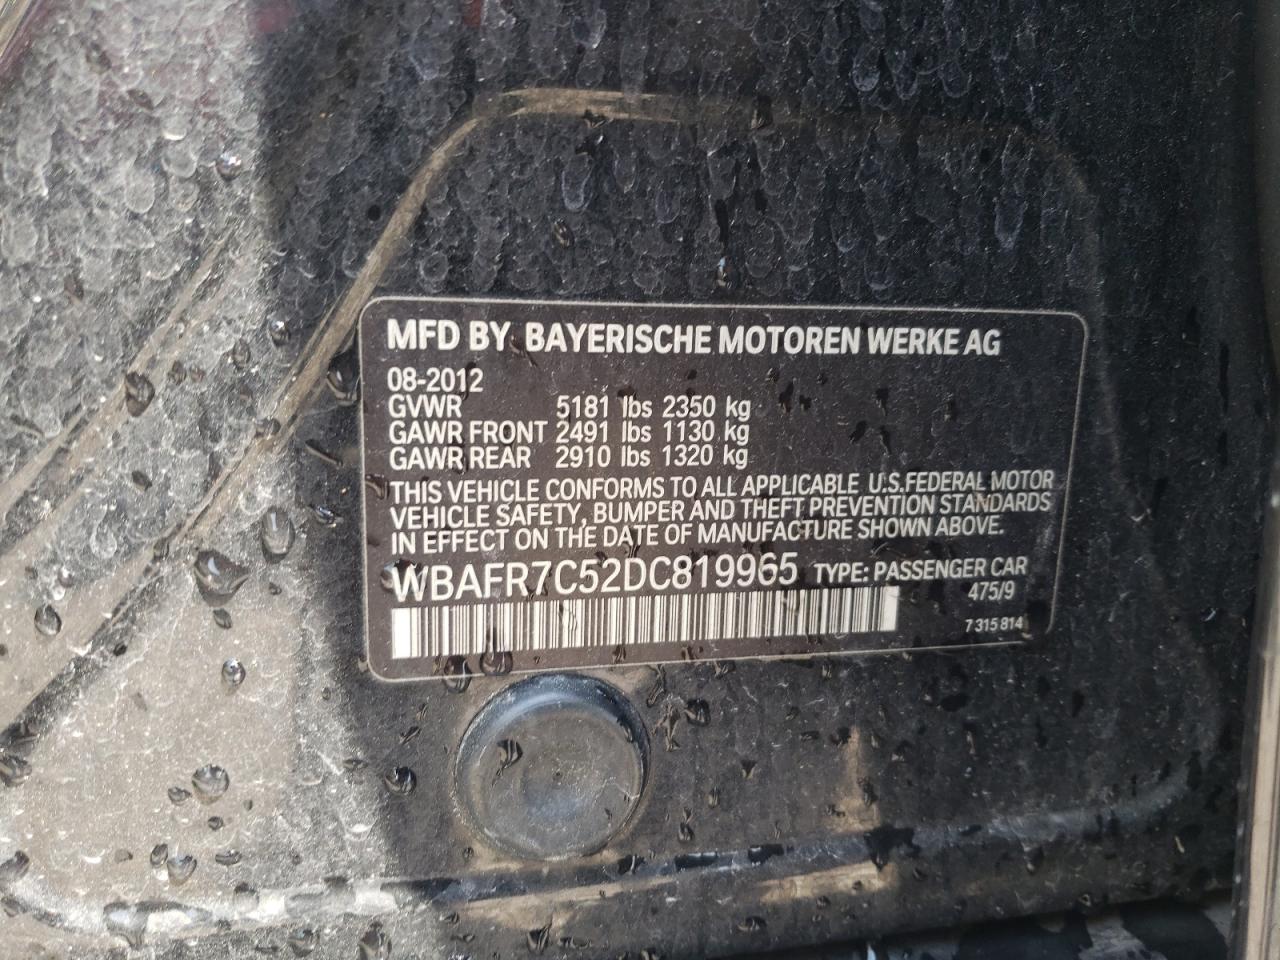 MFD BY BAYERISCHE MOTOREN WERKE AG
08-2012
GVWR 5181 lbs 2350 kg
GAWR FRONT 2491 lbs 1130 kg
GAWR REAR 2910 lbs 1320 kg
THIS VEHICLE CONFORMS TO ALL APPLICABLE U.S.FEDERAL MOTOR
VEHICLE SAFETY, BUMPER AND THEFT PREVENTION STANDARDS
IN EFFECT ON THE DATE OF MANUFACTURE SHOWN ABOVE.
WBAFR7C52DC819965 TYPE: PASSENGER CAR
475/9
7 315 814